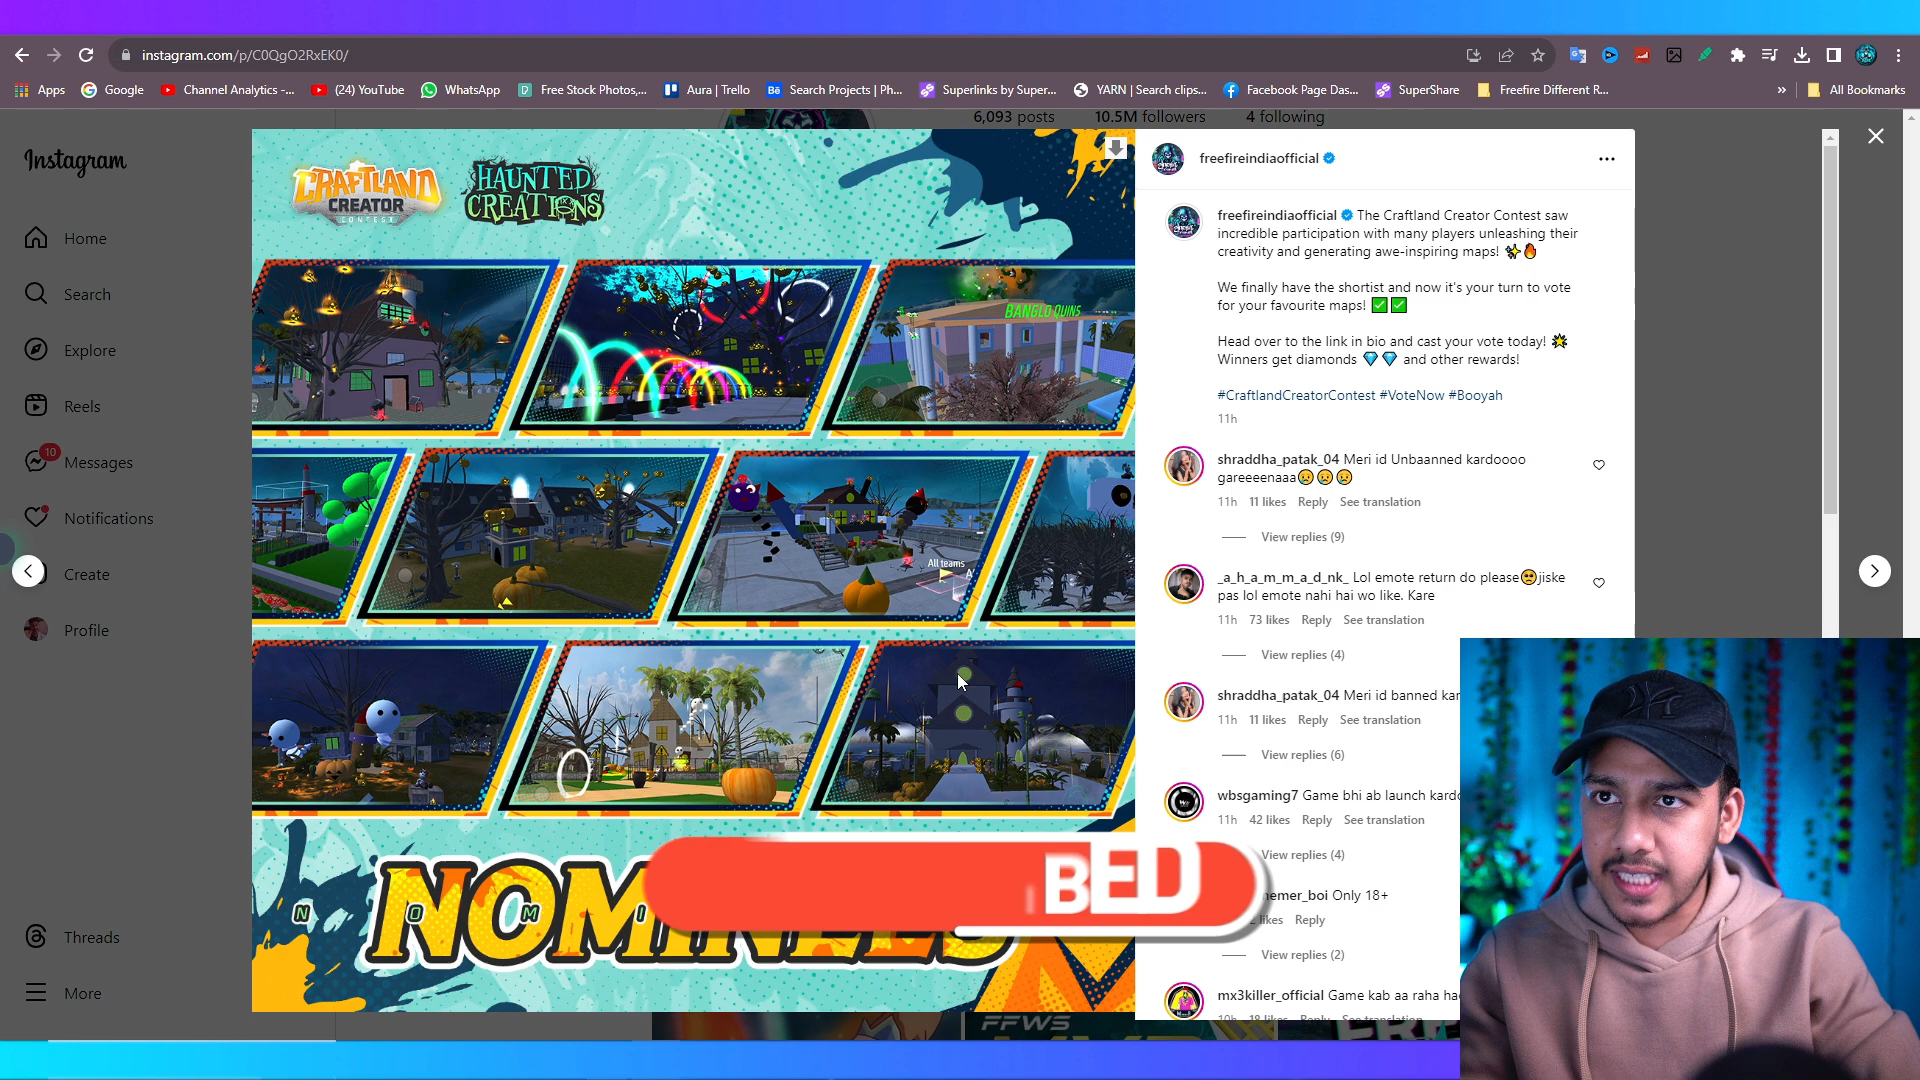 instagram.com/p/C0QgO2RxEK0/
Apps
Google
Channel Analytics -...
(24) YouTube
WhatsApp
Free Stock Photos,...
Aura | Trello
Search Projects | Ph...
Superlinks by Super...
YARN | Search clips...
Facebook Page Das...
SuperShare
Freefire Different R...
»
All Bookmarks
6,093 posts
10.5M followers
4 following
Instagram
Home
Search
Explore
Reels
10
Messages
Notifications
Create
Profile
Threads
More
CRAFTLAND
CREATOR
CONTEST
HAUNTED
CREATIONS
BANGLO QUINS
All teams
NOMINEES
N O M I
BED
freefireindiaofficial
freefireindiaofficial The Craftland Creator Contest saw
incredible participation with many players unleashing their
creativity and generating awe-inspiring maps! ✨🔥
We finally have the shortist and now it's your turn to vote
for your favourite maps! ✅✅
Head over to the link in bio and cast your vote today! 🌟
Winners get diamonds 💎💎 and other rewards!
#CraftlandCreatorContest #VoteNow #Booyah
11h
shraddha_patak_04 Meri id Unbaanned kardoooo
gareeeenaaa😥😥😥
11h 11 likes Reply See translation
View replies (9)
_a_h_a_m_m_a_d_nk_ Lol emote return do please🥺jiske
pas lol emote nahi hai wo like. Kare
11h 73 likes Reply See translation
View replies (4)
shraddha_patak_04 Meri id banned kar
11h 11 likes Reply See translation
View replies (6)
wbsgaming7 Game bhi ab launch kardo
11h 42 likes Reply See translation
View replies (4)
emer_boi Only 18+
likes Reply
View replies (2)
mx3killer_official Game kab aa raha ha
10h 18 likes Reply See translation
FFWS